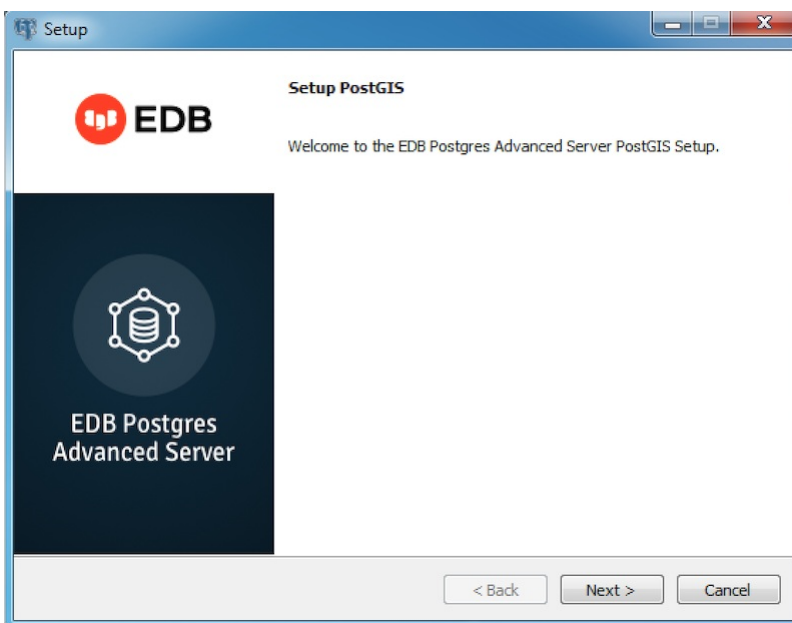 Setup
EDB
Setup PostGIS
Welcome to the EDB Postgres Advanced Server PostGIS Setup.
EDB Postgres
Advanced Server
< Back
Next >
Cancel